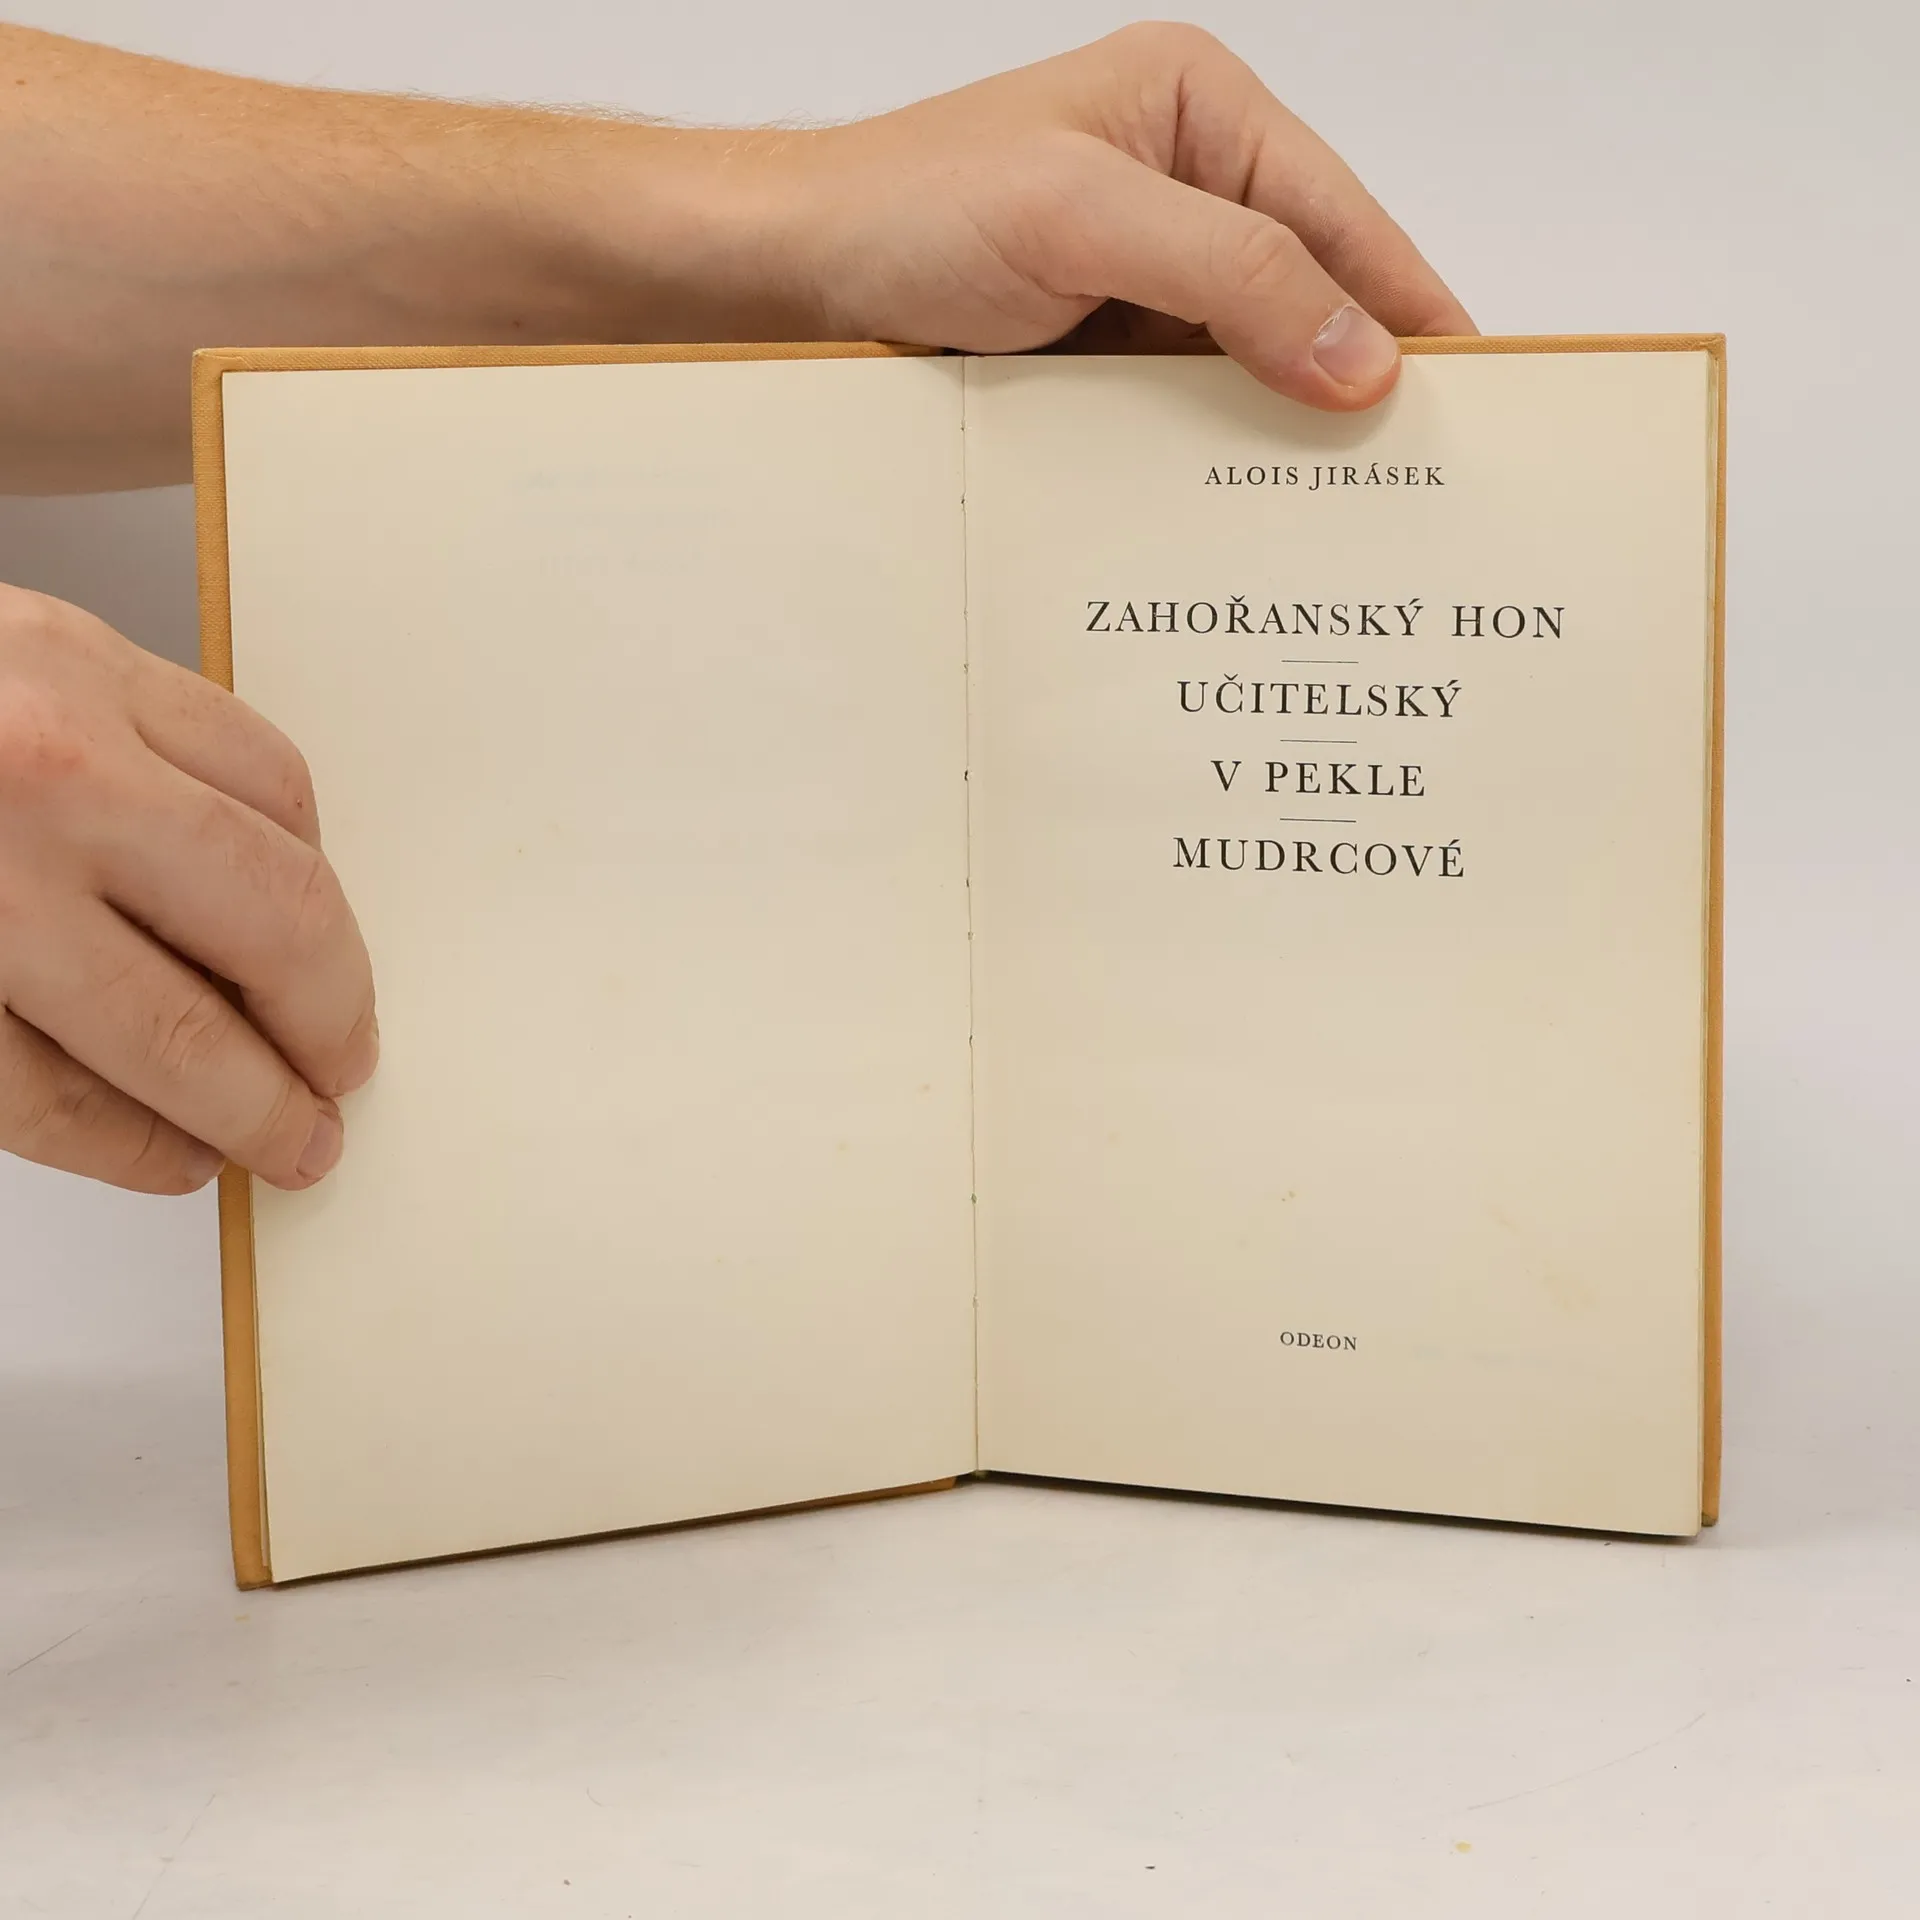 ALOIS JIRÁSEK
ZAHOŘANSKÝ HON
UČITELSKÝ
V PEKLE
MUDRCOVÉ
ODEON